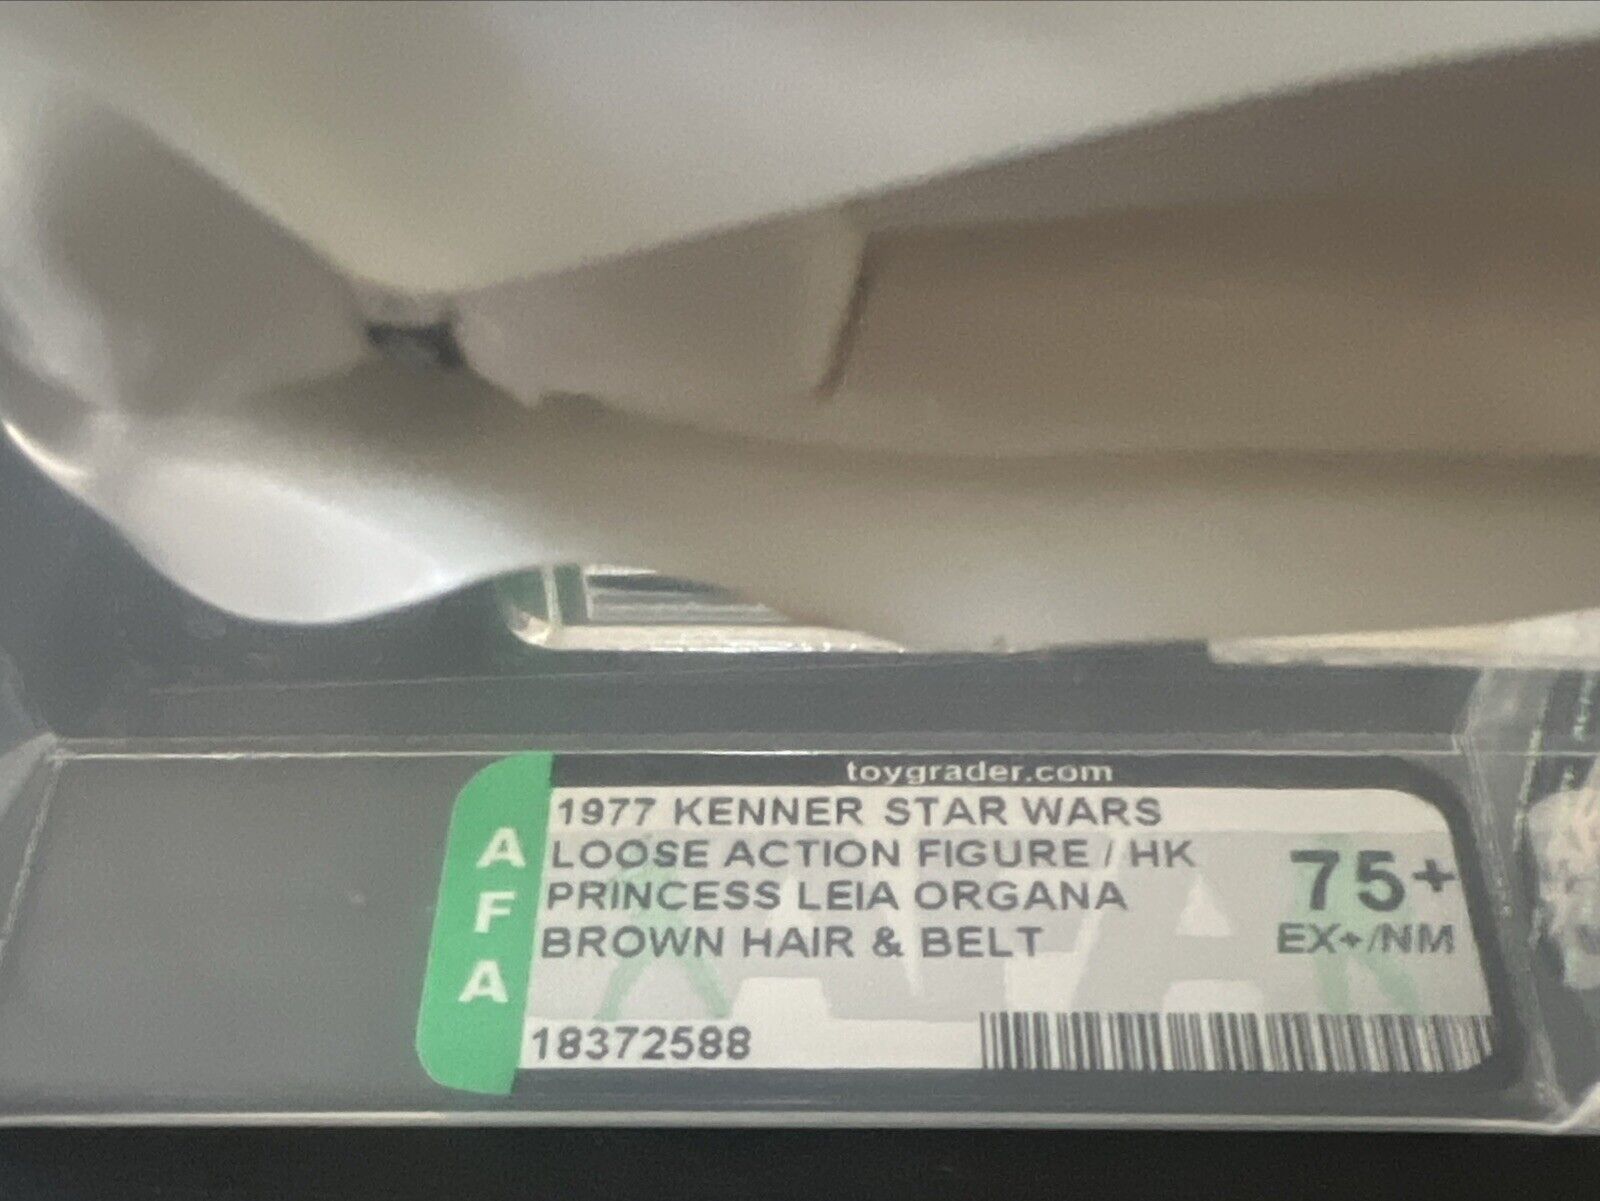 toygrader.com
1977 KENNER STAR WARS
LOOSE ACTION FIGURE / HK
PRINCESS LEIA ORGANA
BROWN HAIR & BELT
75+
EX+/NM
AFA
18372588